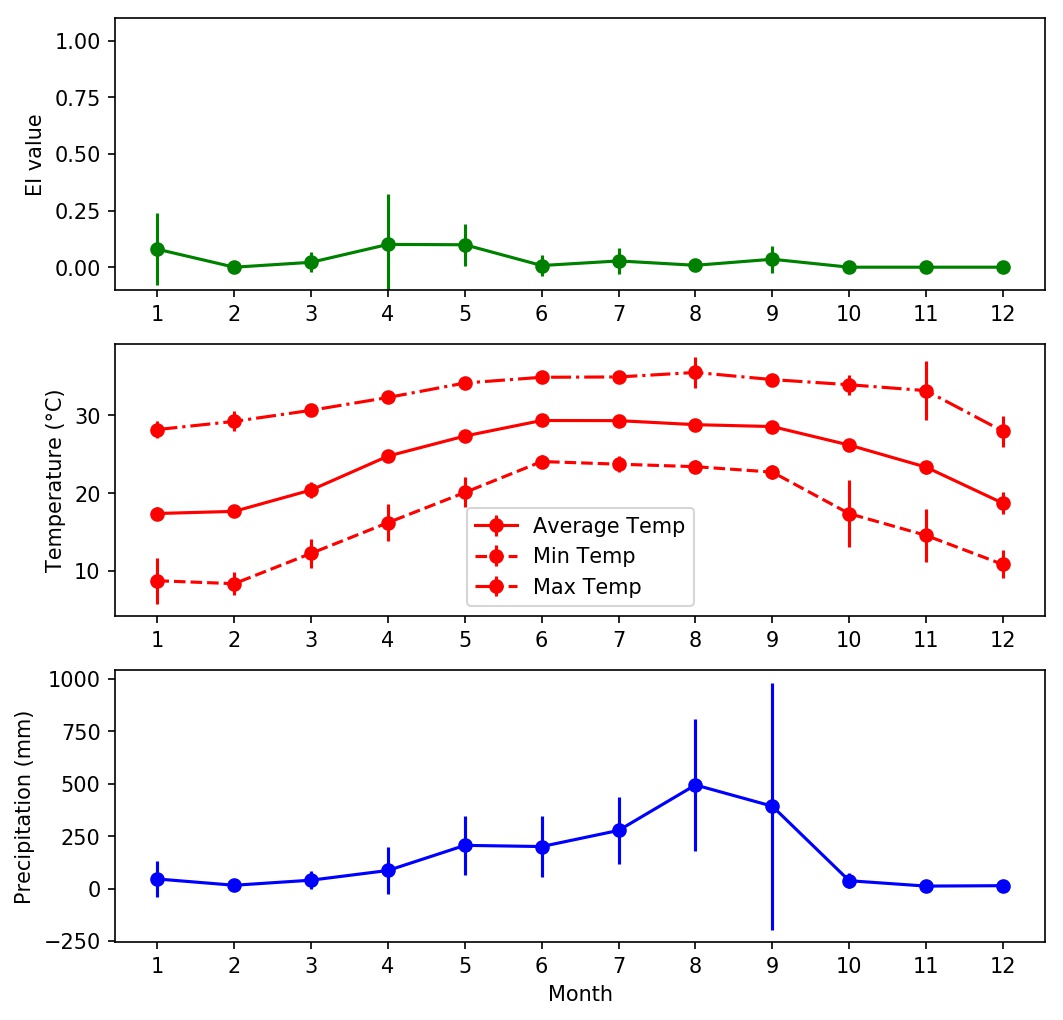 EI value
1.00
0.75
0.50
0.25
0.00
1 2 3 4 5 6 7 8 9 10 11 12
Temperature (°C)
30
20
10
Average Temp
Min Temp
Max Temp
1 2 3 4 5 6 7 8 9 10 11 12
Precipitation (mm)
1000
750
500
250
0
−250
1 2 3 4 5 6 7 8 9 10 11 12
Month